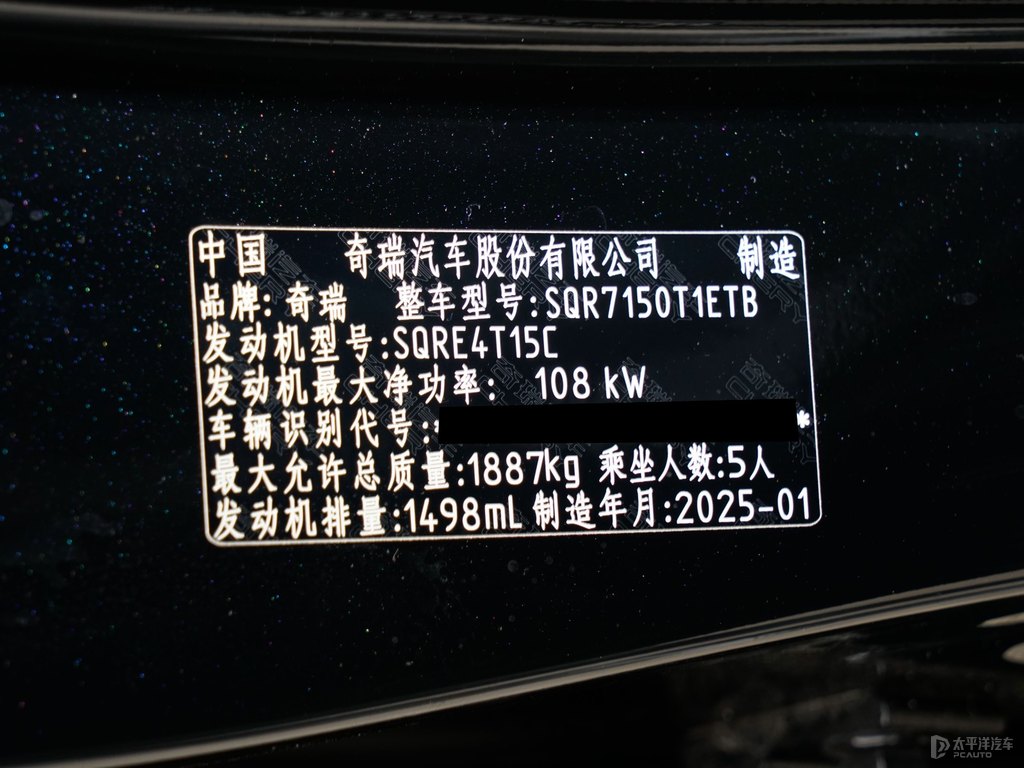 中国 奇瑞汽车股份有限公司 制造
品牌: 奇瑞 整车型号:SQR7150T1ETB
发动机型号:SQRE4T15C
发动机最大净功率: 108 kW
车辆识别代号:*
最大允许总质量:1887kg 乘坐人数:5人
发动机排量:1498mL 制造年月:2025-01
太平洋汽车
PCAUTO